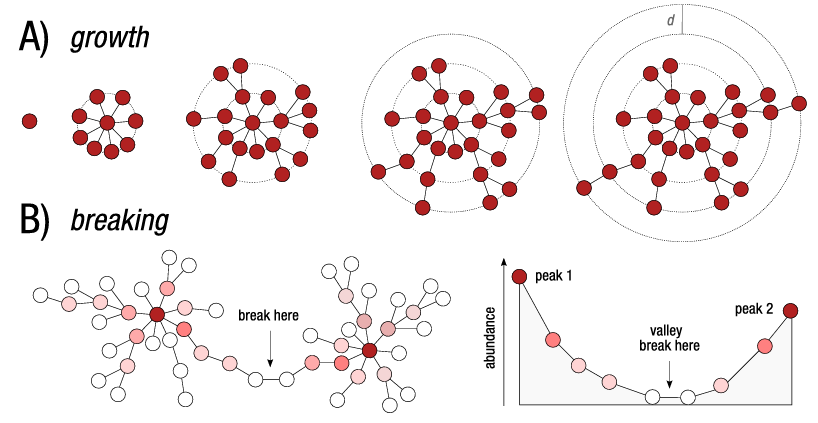 A) growth
d
B) breaking
break here
abundance
peak 1
peak 2
valley
break here